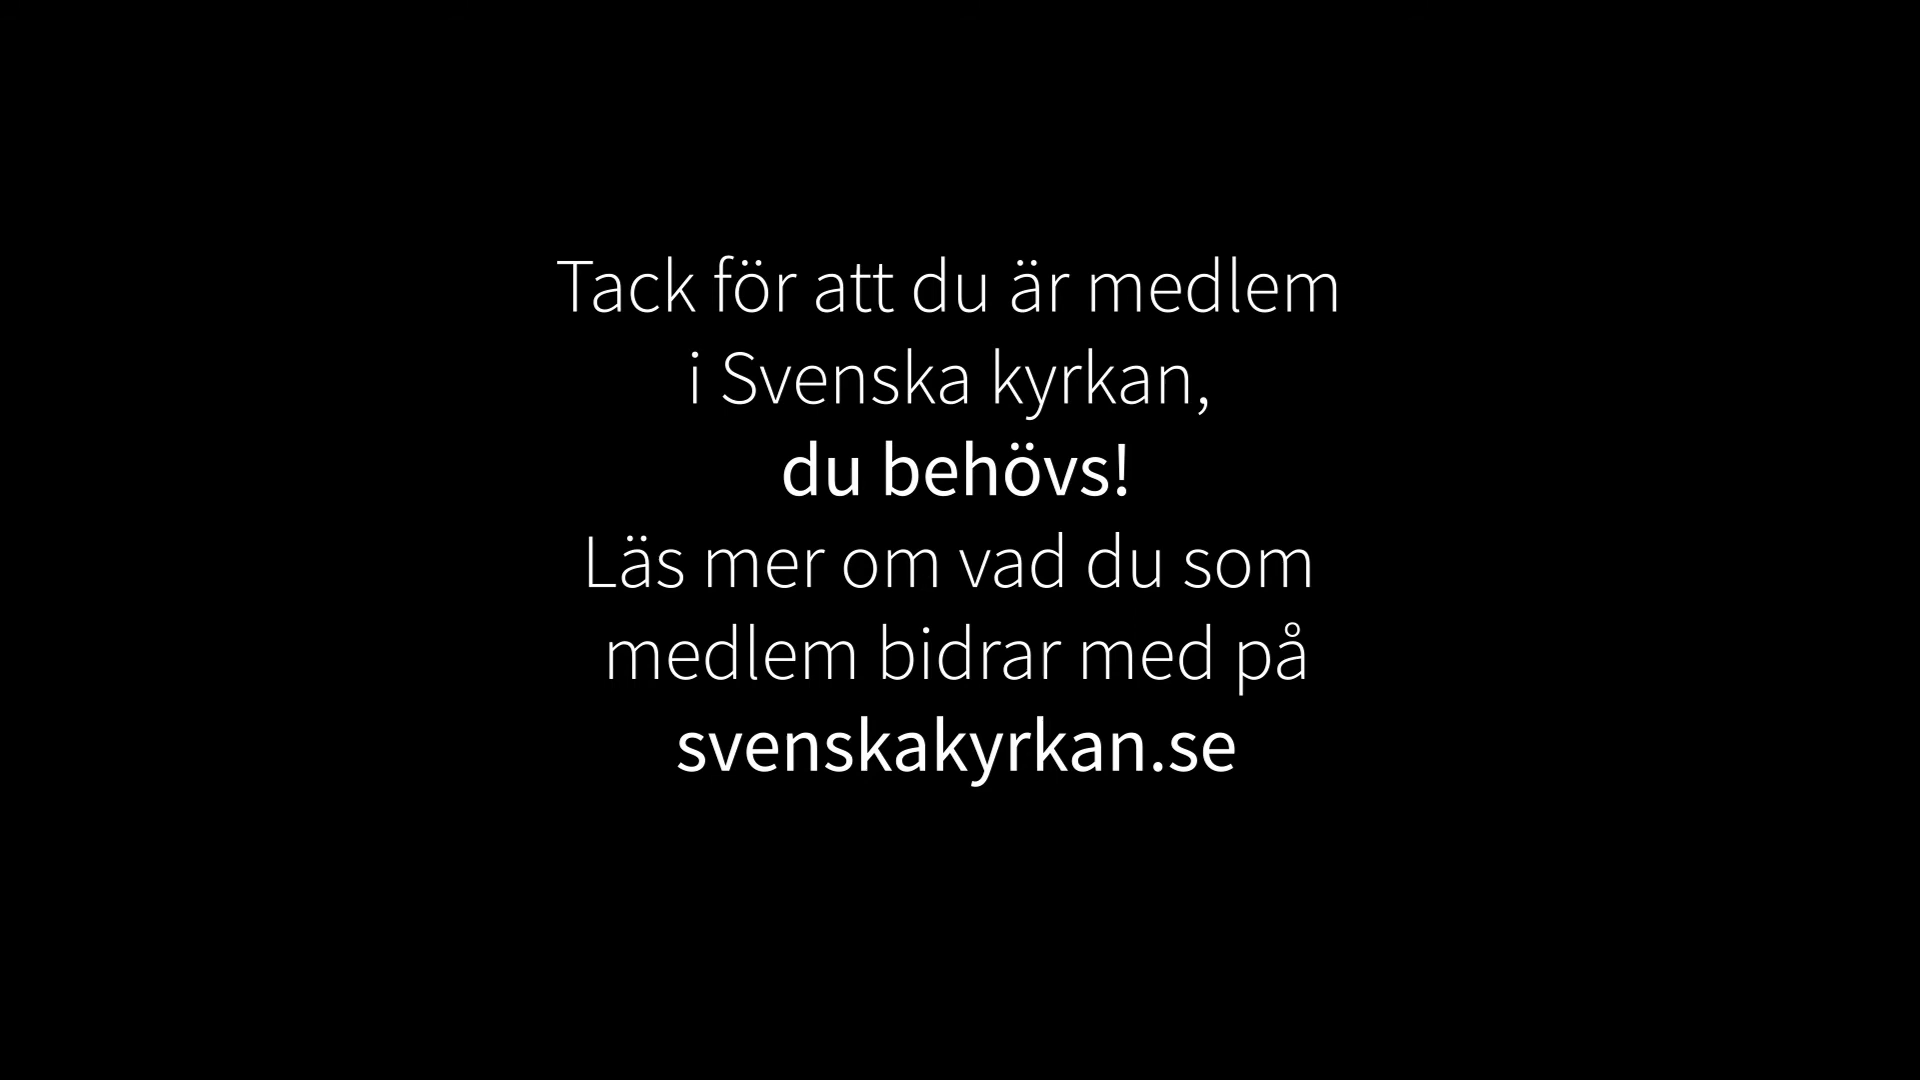 Tack för att du är medlem
i Svenska kyrkan,
du behövs!
Läs mer om vad du som
medlem bidrar med på
svenskakyrkan.se